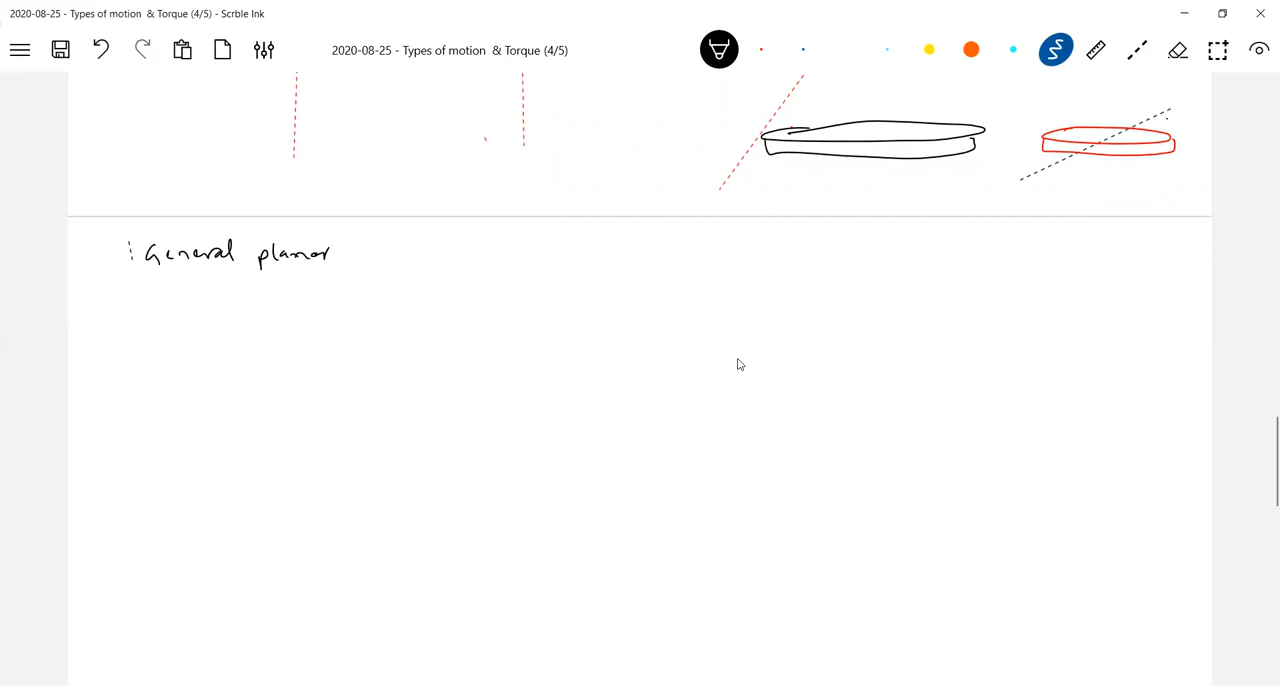 2020-08-25 - Types of motion & Torque (4/5) - Scrble Ink
2020-08-25 - Types of motion & Torque (4/5)
General planar